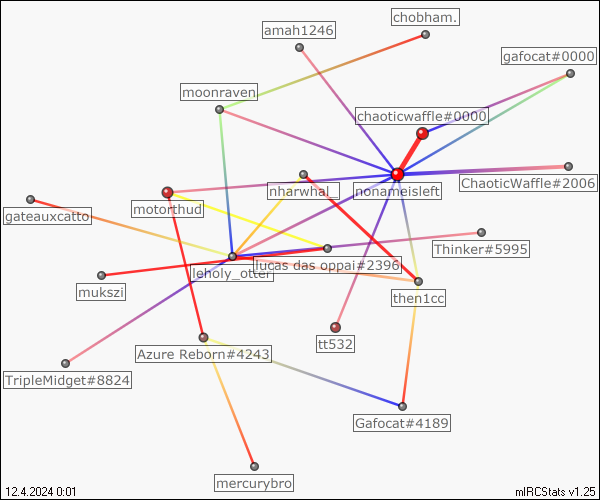 chobham.
amah1246
gafocat#0000
moonraven
chaoticwaffle#0000
nharwhal_
nonameisleft
ChaoticWaffle#2006
motorthud
gateauxcatto
Thinker#5995
lucas das oppai#2396
leholy_otter
mukszi
then1cc
tt532
Azure Reborn#4243
TripleMidget#8824
Gafocat#4189
mercurybro
12.4.2024 0:01
mIRCStats v1.25